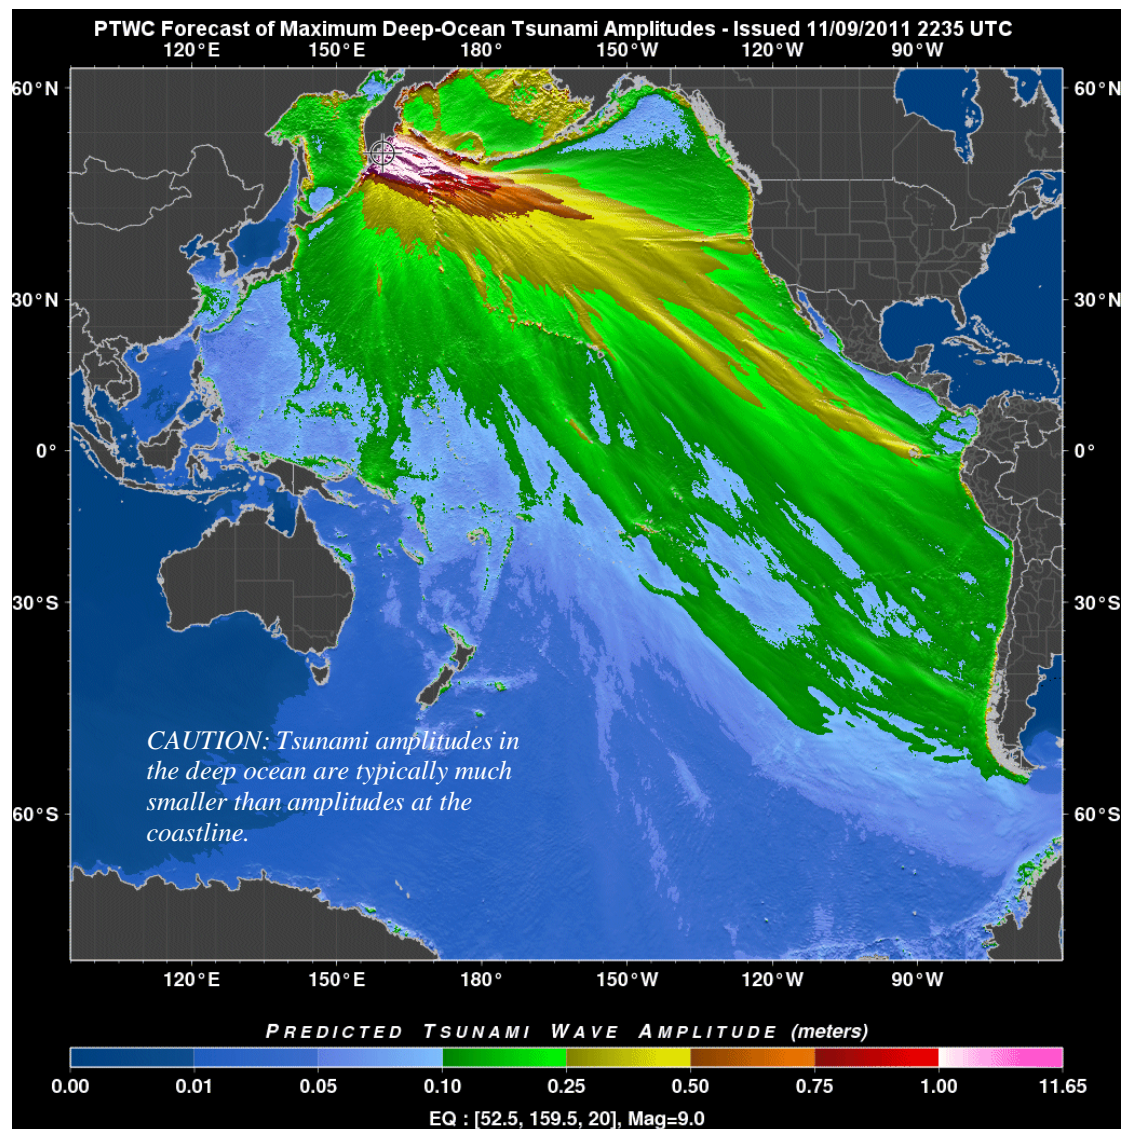 PTWC Forecast of Maximum Deep-Ocean Tsunami Amplitudes - Issued 11/09/2011 2235 UTC
120°E 150°E 180° 150°W 120°W 90°W
60°N 60°N
30°N 30°N
0° 0°
30°S 30°S
CAUTION: Tsunami amplitudes in
the deep ocean are typically much
smaller than amplitudes at the
coastline.
60°S 60°S
120°E 150°E 180° 150°W 120°W 90°W
PREDICTED TSUNAMI WAVE AMPLITUDE (meters)
0.00 0.01 0.05 0.10 0.25 0.50 0.75 1.00 11.65
EQ : [52.5, 159.5, 20], Mag=9.0